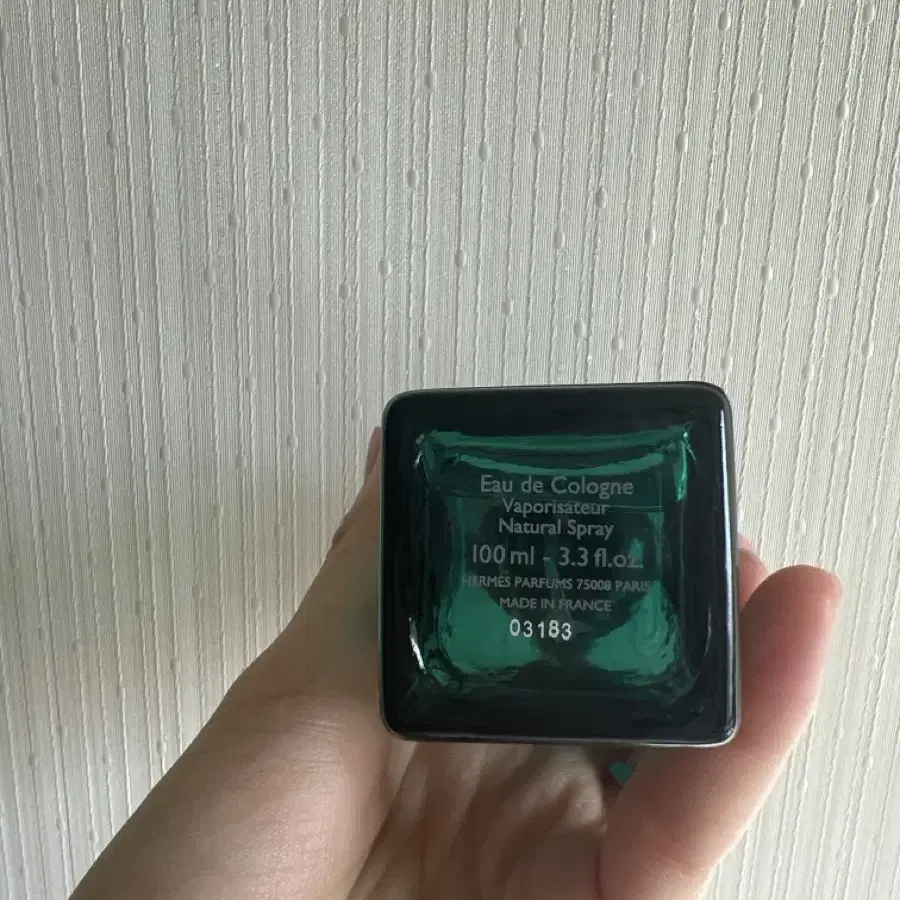 Eau de Cologne
Vaporisateur
Natural Spray
100 ml - 3.3 fl.oz.
HERMÈS PARFUMS 75008 PARIS
MADE IN FRANCE
03183